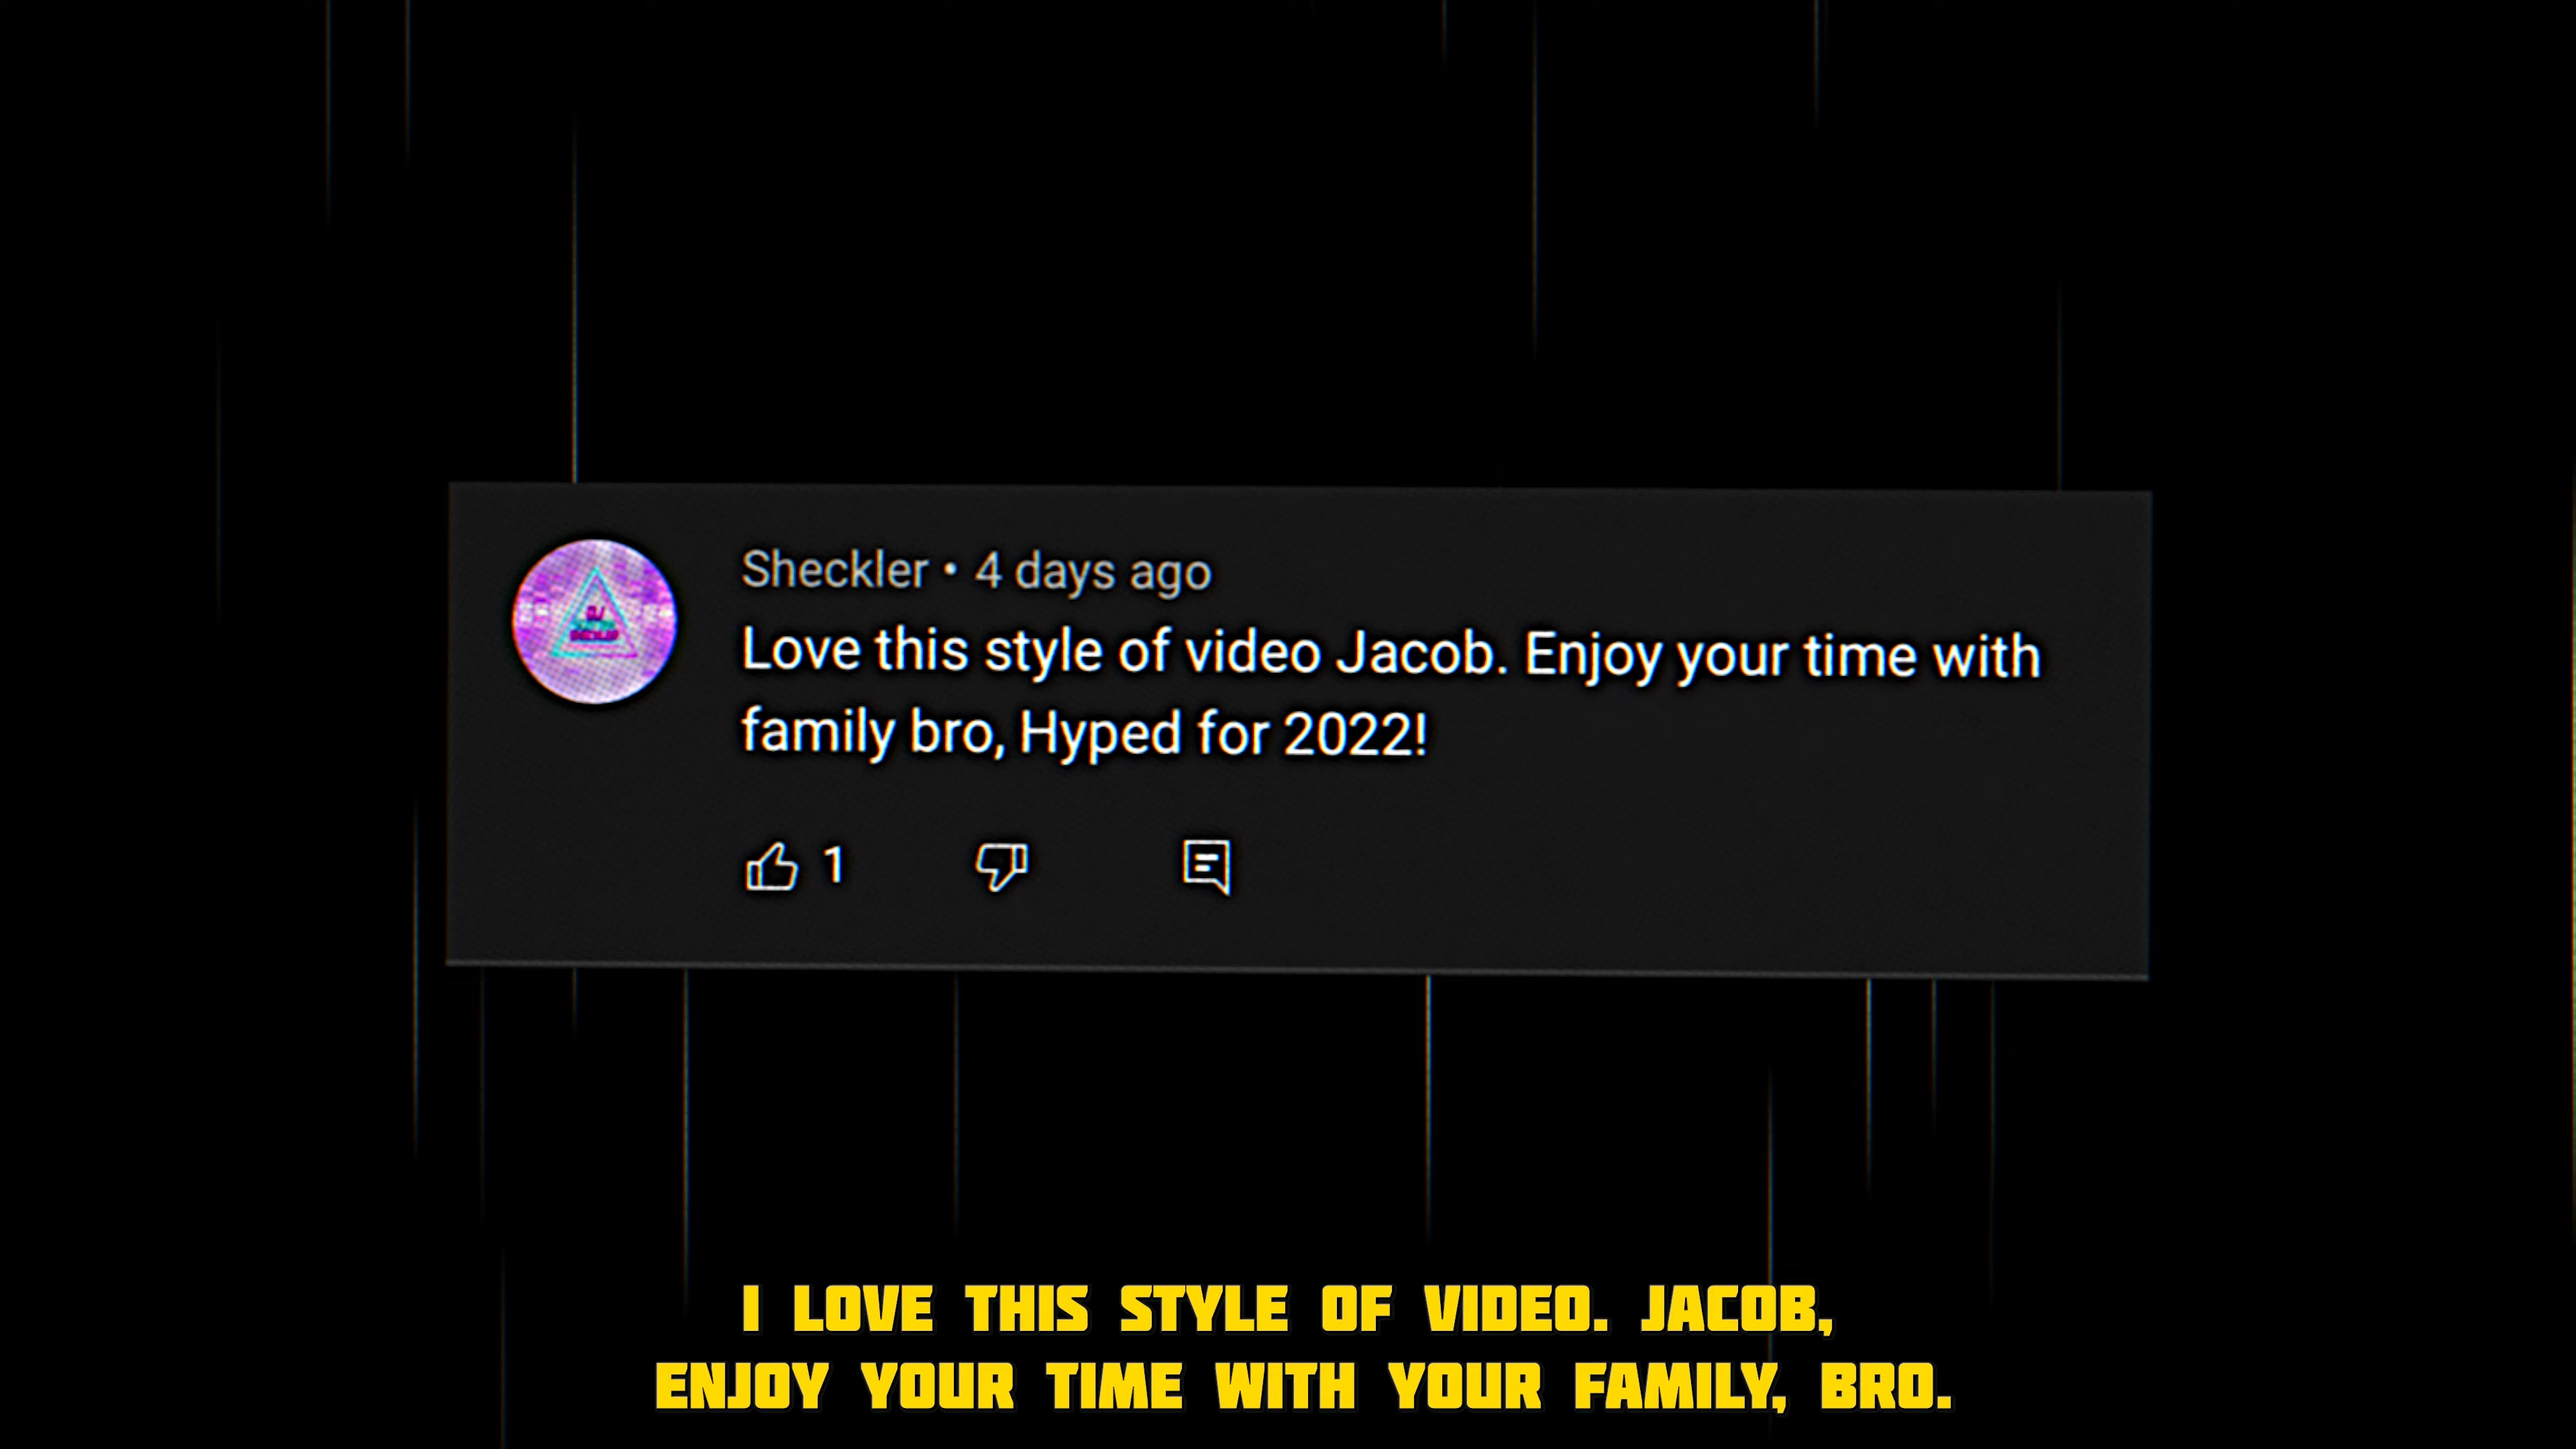 Sheckler • 4 days ago
Love this style of video Jacob. Enjoy your time with
family bro, Hyped for 2022!
1
I LOVE THIS STYLE OF VIDEO. JACOB,
ENJOY YOUR TIME WITH YOUR FAMILY, BRO.